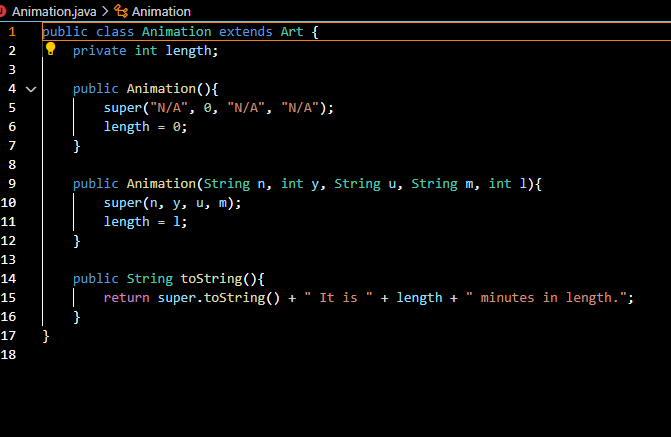 Animation.java > Animation
1 public class Animation extends Art {
2     private int length;
3
4     public Animation(){
5         super("N/A", 0, "N/A", "N/A");
6         length = 0;
7     }
8
9     public Animation(String n, int y, String u, String m, int l){
10         super(n, y, u, m);
11         length = l;
12     }
13
14     public String toString(){
15         return super.toString() + " It is " + length + " minutes in length.";
16     }
17 }
18